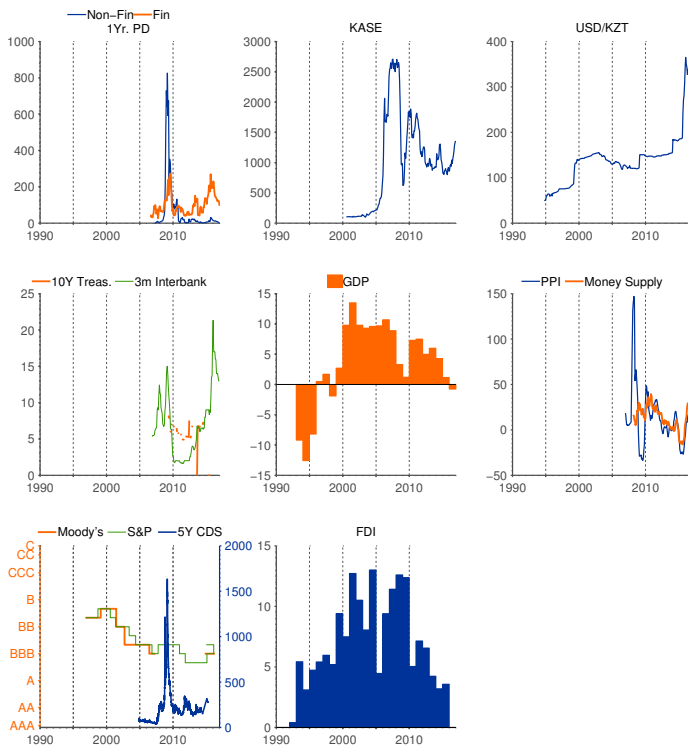 Non-Fin Fin
1Yr. PD
1000
800
600
400
200
0
1990 2000 2010
KASE
3000
2500
2000
1500
1000
500
0
1990 2000 2010
USD/KZT
400
300
200
100
0
1990 2000 2010
10Y Treas. 3m Interbank
25
20
15
10
5
0
1990 2000 2010
GDP
15
10
5
0
−5
−10
−15
1990 2000 2010
PPI Money Supply
150
100
50
0
−50
1990 2000 2010
Moody's S&P 5Y CDS
C
CC
CCC
B
BB
BBB
A
AA
AAA
2000
1500
1000
500
0
1990 2000 2010
FDI
15
10
5
0
1990 2000 2010